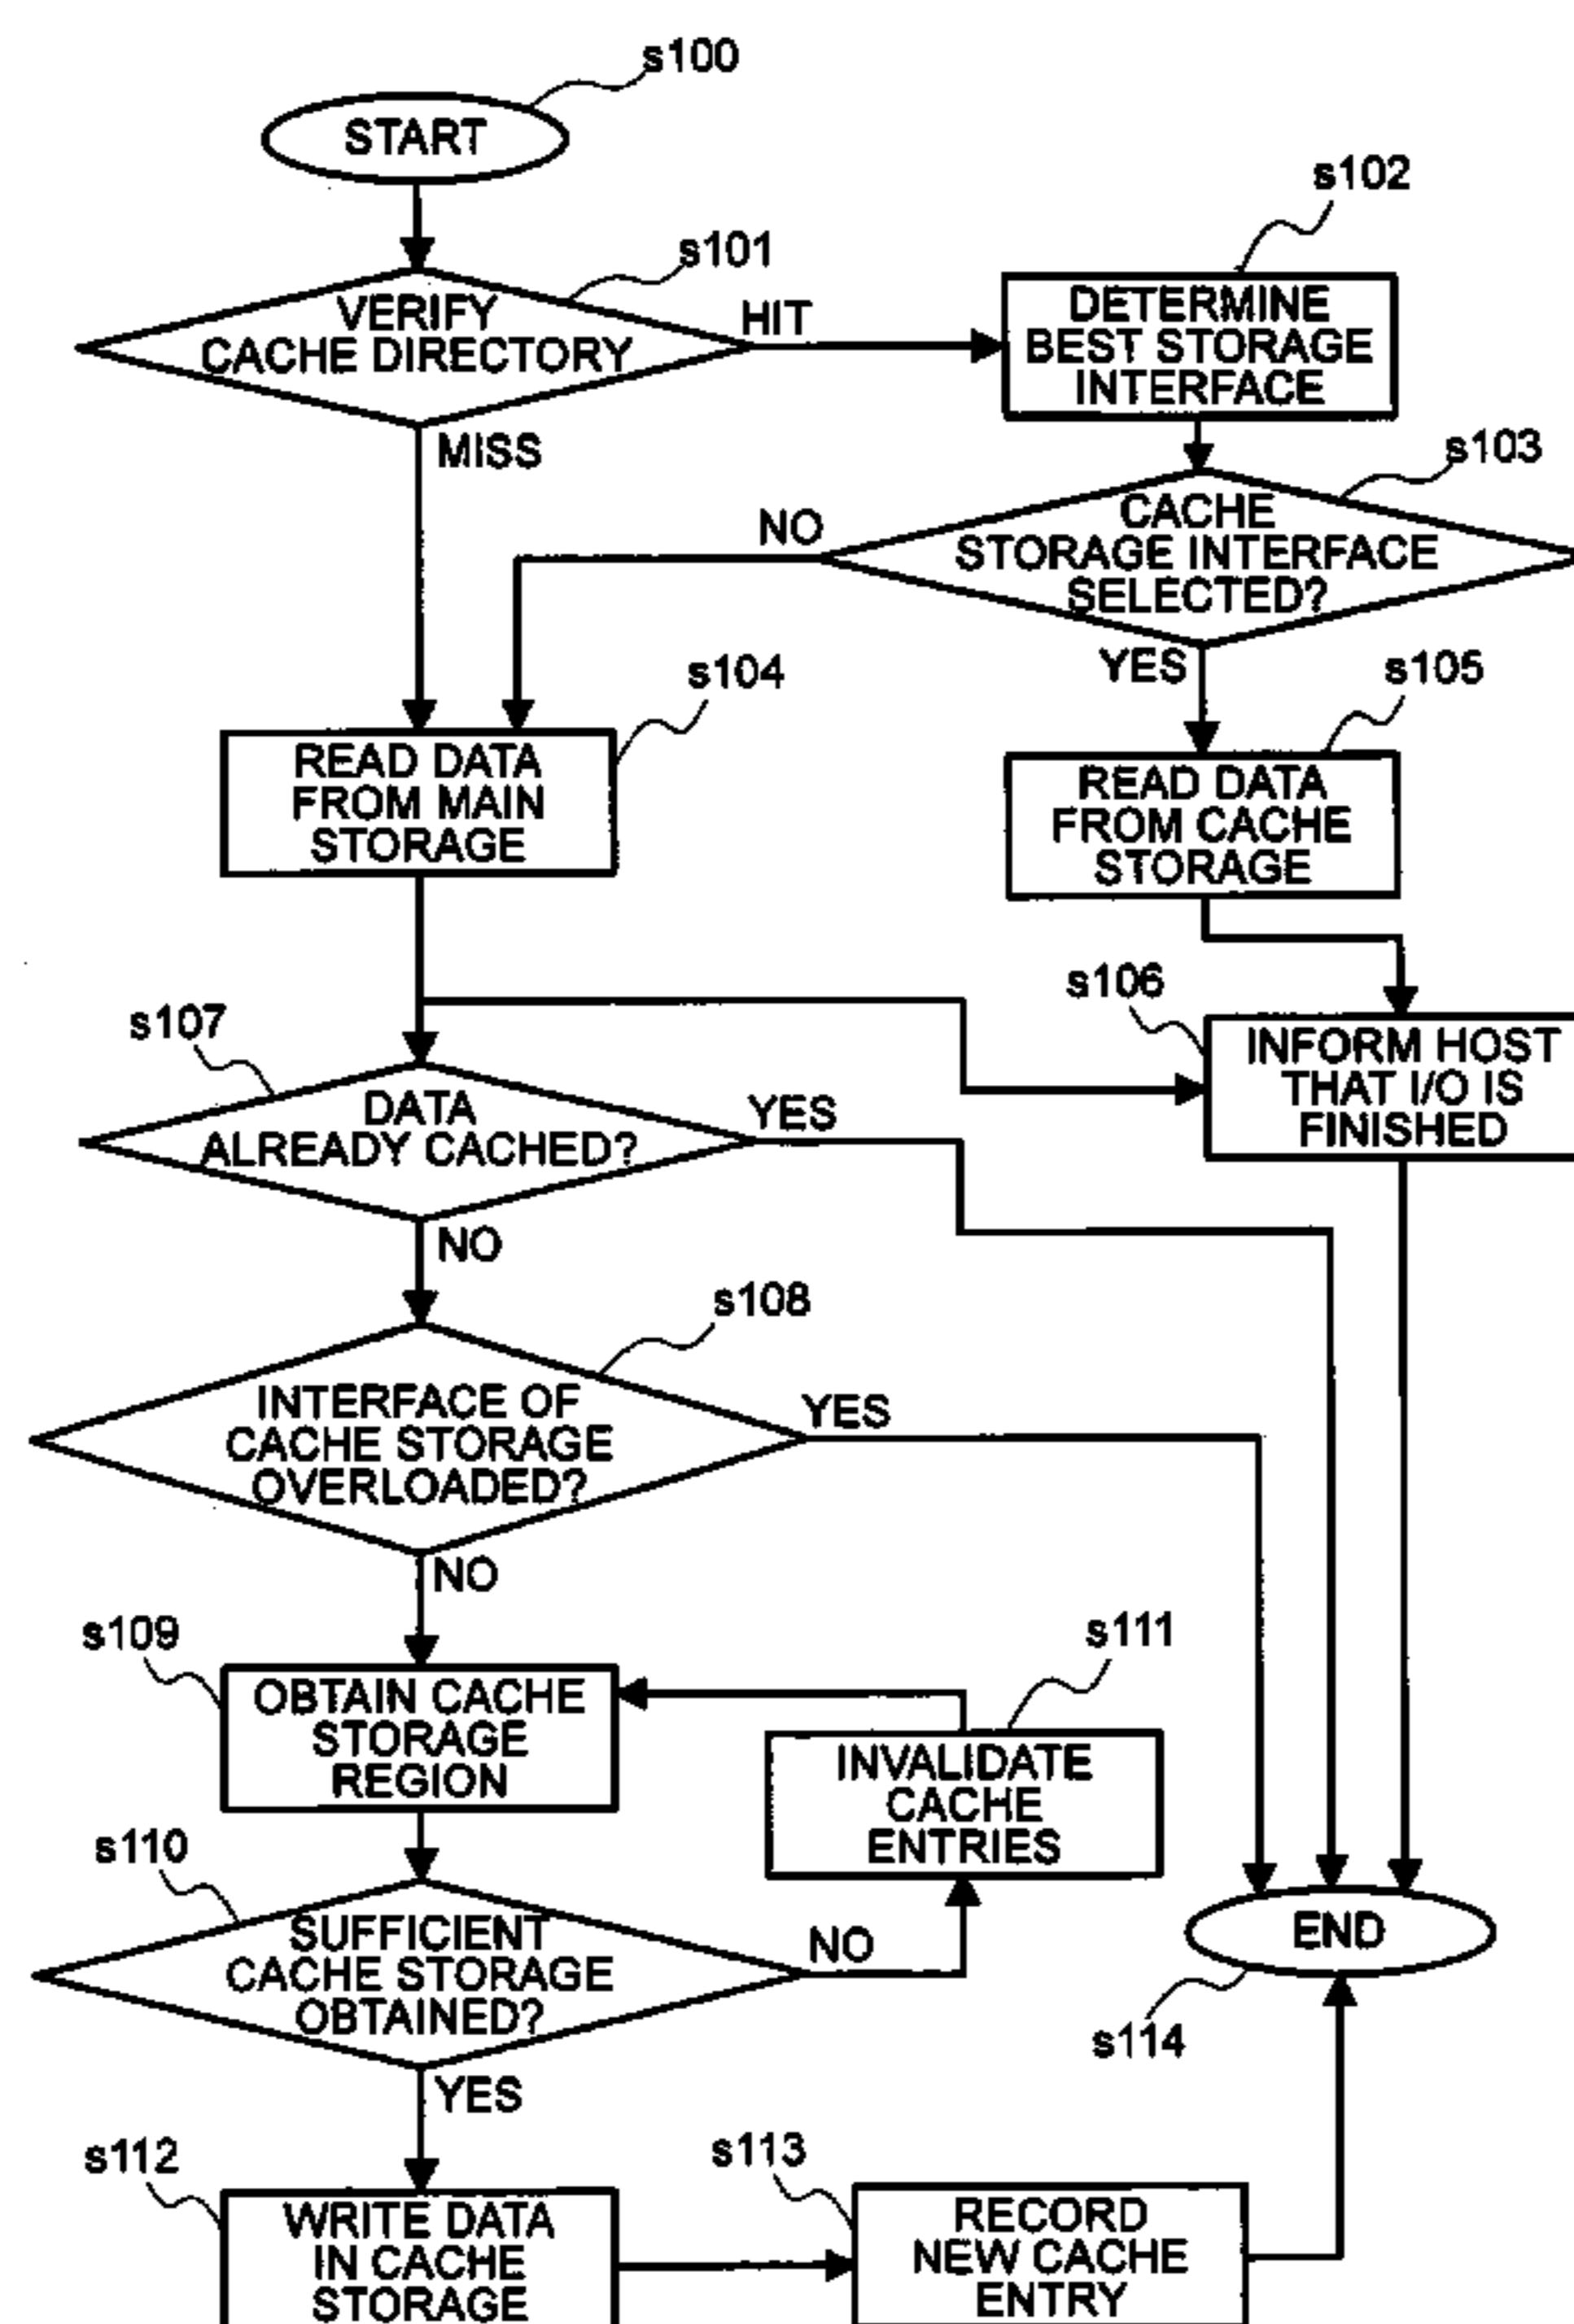 s100
START
s101
VERIFY
CACHE DIRECTORY
HIT
MISS
s102
DETERMINE
BEST STORAGE
INTERFACE
s103
CACHE
STORAGE INTERFACE
SELECTED?
NO
YES
s104
READ DATA
FROM MAIN
STORAGE
s105
READ DATA
FROM CACHE
STORAGE
s106
INFORM HOST
THAT I/O IS
FINISHED
s107
DATA
ALREADY CACHED?
YES
NO
s108
INTERFACE OF
CACHE STORAGE
OVERLOADED?
YES
NO
s109
OBTAIN CACHE
STORAGE
REGION
s111
INVALIDATE
CACHE
ENTRIES
s110
SUFFICIENT
CACHE STORAGE
OBTAINED?
NO
YES
END
s114
s112
WRITE DATA
IN CACHE
STORAGE
s113
RECORD
NEW CACHE
ENTRY